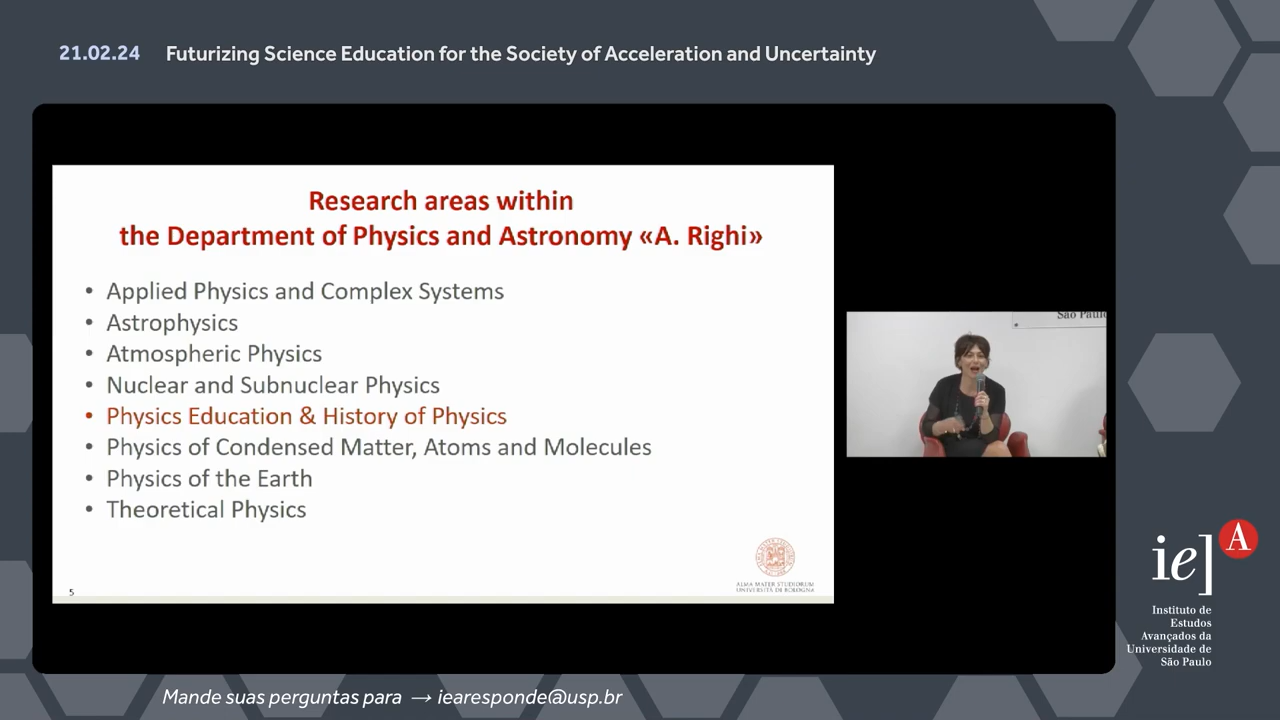 21.02.24 Futurizing Science Education for the Society of Acceleration and Uncertainty
Research areas within
the Department of Physics and Astronomy «A. Righi»
• Applied Physics and Complex Systems
• Astrophysics
• Atmospheric Physics
• Nuclear and Subnuclear Physics
• Physics Education & History of Physics
• Physics of Condensed Matter, Atoms and Molecules
• Physics of the Earth
• Theoretical Physics
5
ALMA MATER STUDIORUM
UNIVERSITÀ DI BOLOGNA
São Paulo
ie] A
Instituto de
Estudos
Avançados da
Universidade de
São Paulo
Mande suas perguntas para → iearesponde@usp.br